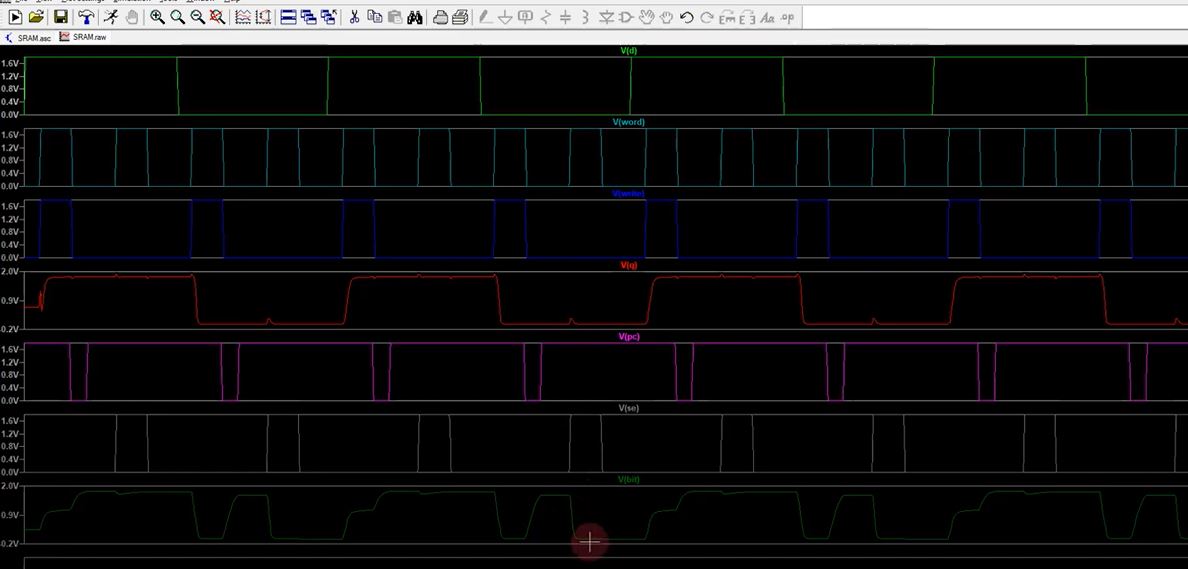 SRAM.asc SRAM.raw
V(d)
1.6V
1.2V
0.8V
0.4V
0.0V
V(word)
1.6V
1.2V
0.8V
0.4V
0.0V
V(write)
1.6V
1.2V
0.8V
0.4V
0.0V
V(q)
2.0V
0.9V
-0.2V
V(pc)
1.6V
1.2V
0.8V
0.4V
0.0V
V(se)
1.6V
1.2V
0.8V
0.4V
0.0V
V(bit)
2.0V
0.9V
-0.2V